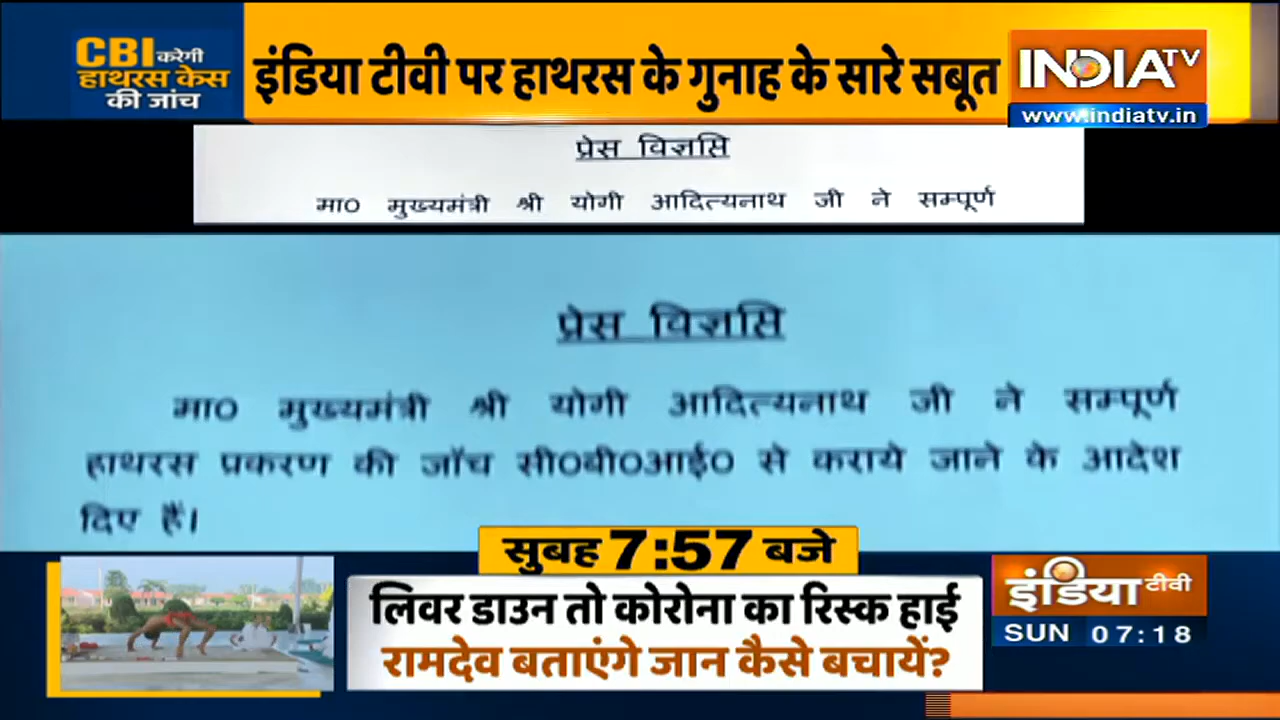 CBI करेगी
हाथरस केस
की जांच
इंडिया टीवी पर हाथरस के गुनाह के सारे सबूत
INDIA TV
www.indiatv.in
प्रेस विज्ञप्ति
मा० मुख्यमंत्री श्री योगी आदित्यनाथ जी ने सम्पूर्ण
प्रेस विज्ञप्ति
मा० मुख्यमंत्री श्री योगी आदित्यनाथ जी ने सम्पूर्ण
हाथरस प्रकरण की जॉच सी०बी०आई० से कराये जाने के आदेश
दिए हैं।
सुबह 7:57 बजे
लिवर डाउन तो कोरोना का रिस्क हाई
रामदेव बताएंगे जान कैसे बचायें?
इंडिया टीवी
SUN 07:18